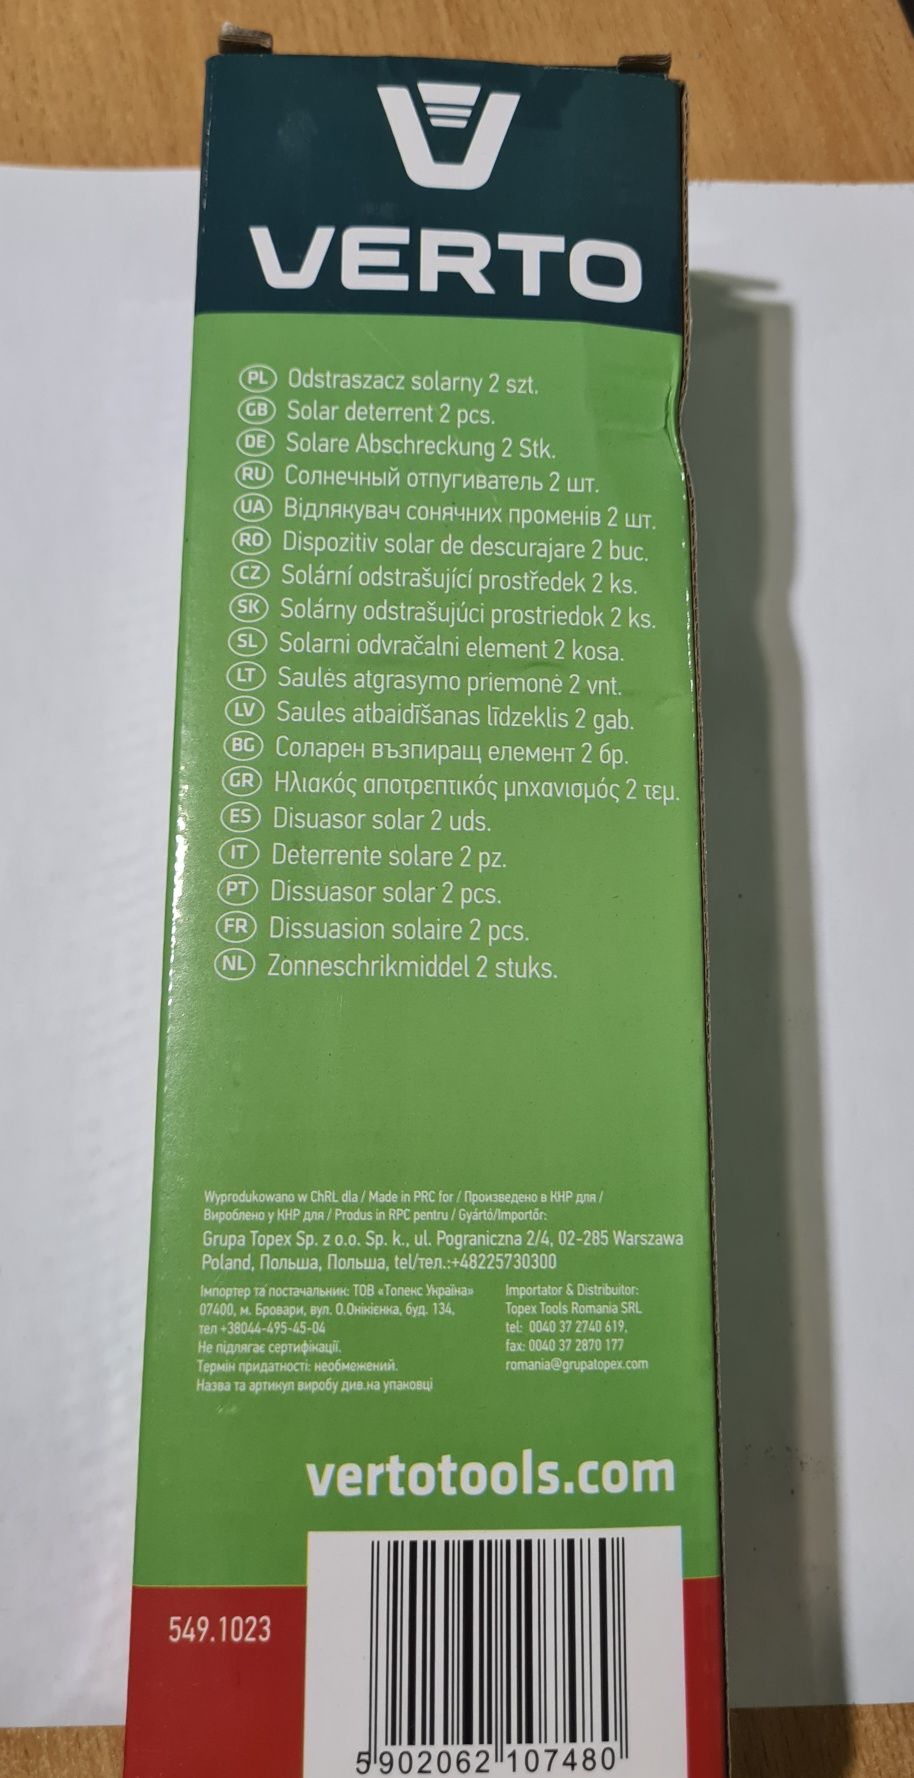 VERTO
PL Odstraszacz solarny 2 szt.
GB Solar deterrent 2 pcs.
DE Solare Abschreckung 2 Stk.
RU Солнечный отпугиватель 2 шт.
UA Відлякувач сонячних променів 2 шт.
RO Dispozitiv solar de descurajare 2 buc.
CZ Solární odstrašující prostředek 2 ks.
SK Solárny odstrašujúci prostriedok 2 ks.
SL Solarni odvračalni element 2 kosa.
LT Saulės atgrasymo priemonė 2 vnt.
LV Saules atbaidīšanas līdzeklis 2 gab.
BG Соларен възпиращ елемент 2 бр.
GR Ηλιακός αποτρεπτικός μηχανισμός 2 τεμ.
ES Disuasor solar 2 uds.
IT Deterrente solare 2 pz.
PT Dissuasor solar 2 pcs.
FR Dissuasion solaire 2 pcs.
NL Zonneschrikmiddel 2 stuks.
Wyprodukowano w ChRL dla / Made in PRC for / Произведено в КНР для /
Вироблено у КНР для / Produs in RPC pentru / Gyártó/Importőr:
Grupa Topex Sp. z o.o. Sp. k., ul. Pograniczna 2/4, 02-285 Warszawa
Poland, Польша, Польща, tel/тел.:+48225730300
Імпортер та постачальник: ТОВ «Топекс Україна»
07400, м. Бровари, вул. О.Онікієнка, буд. 134,
тел +38044-495-45-04
Не підлягає сертифікації.
Термін придатності: необмежений.
Назва та артикул виробу див.на упаковці
Importator & Distribuitor:
Topex Tools Romania SRL
tel: 0040 37 2740 619,
fax: 0040 37 2870 177
romania@grupatopex.com
vertotools.com
549.1023
5902062107480